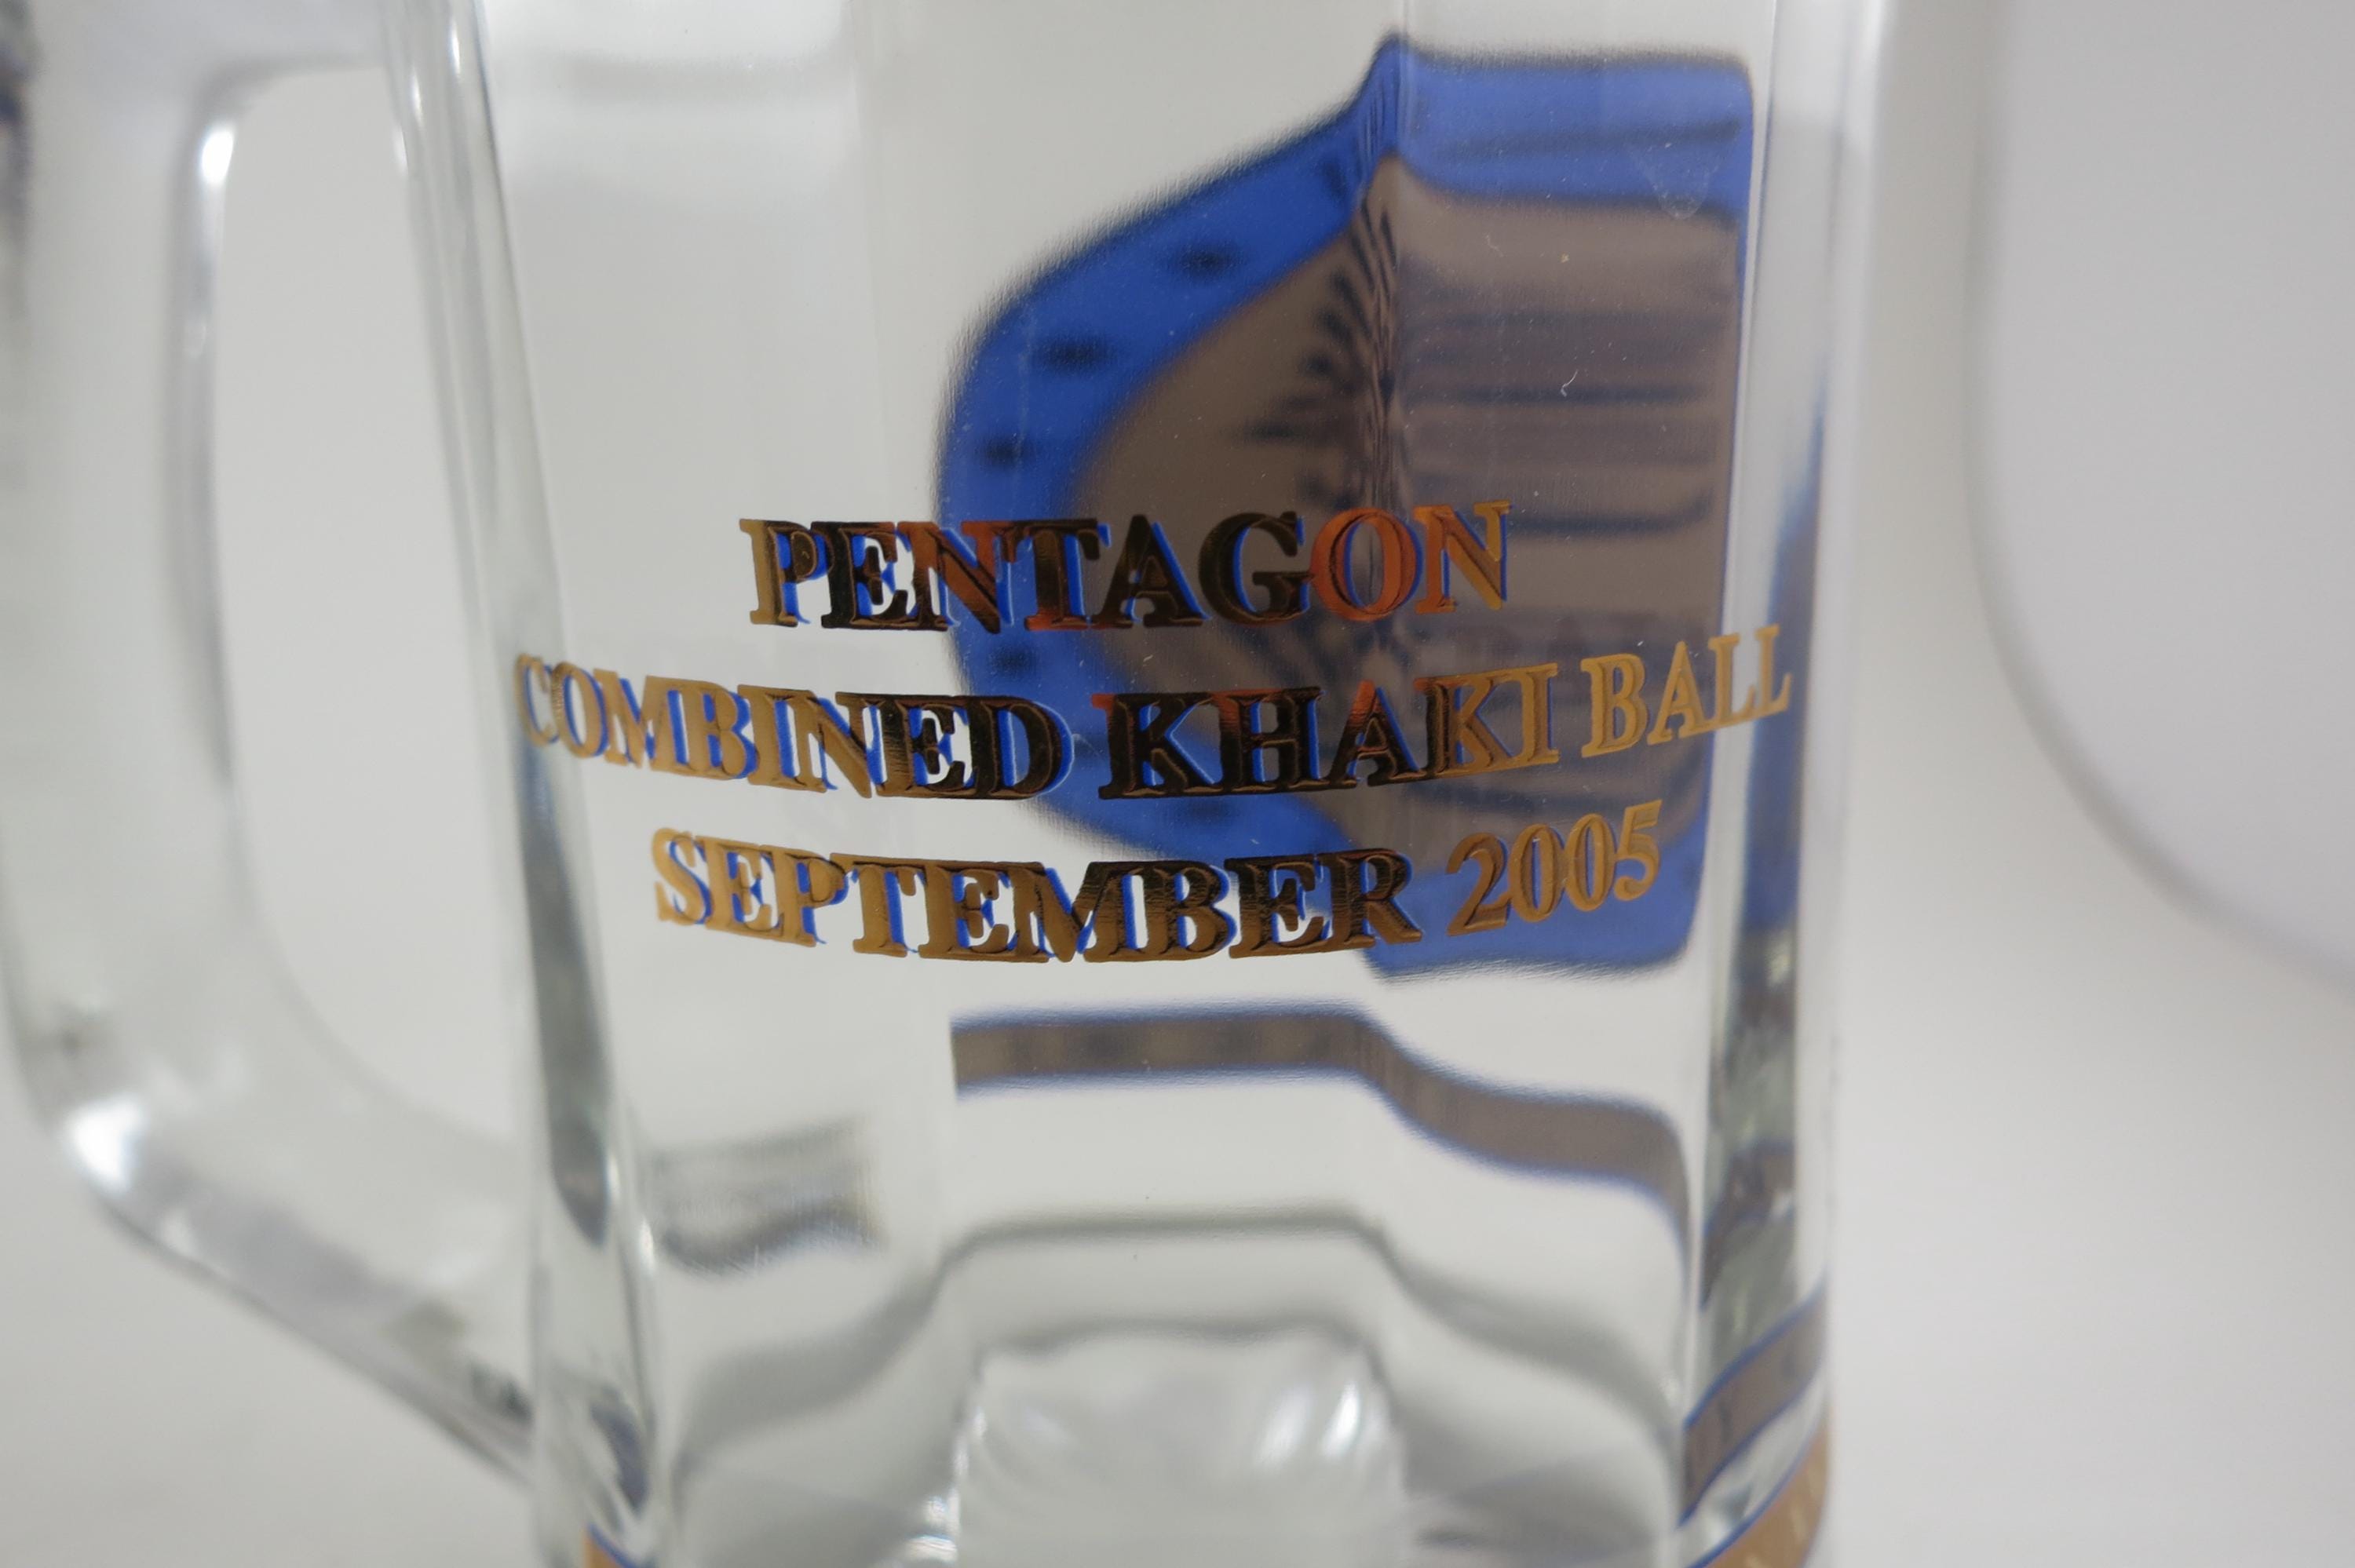 PENTAGON
COMBINED KHAKI BALL
SEPTEMBER 2005